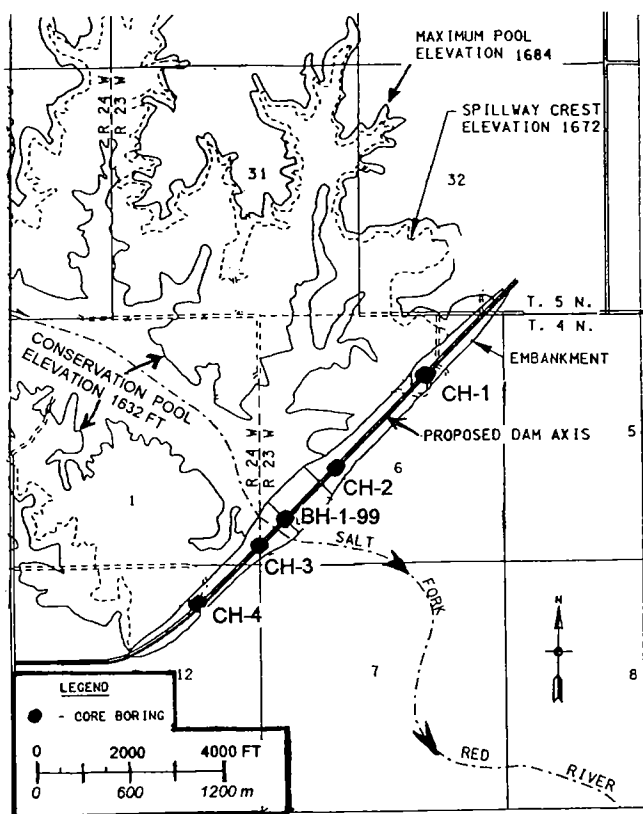 MAXIMUM POOL
ELEVATION 1684
SPILLWAY CREST
ELEVATION 1672
R 24 W
R 23 W
31
32
T. 5 N.
T. 4 N.
CONSERVATION POOL
ELEVATION 1632 FT
EMBANKMENT
CH-1
PROPOSED DAM AXIS
5
6
R 24 W
R 23 W
CH-2
1
BH-1-99
SALT
FORK
CH-3
CH-4
N
12
7
8
LEGEND
- CORE BORING
0 2000 4000 FT
0 600 1200 m
RED
RIVER